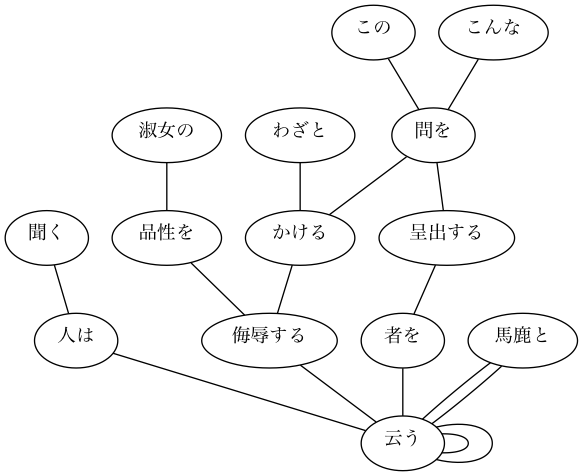 この
こんな
淑女の
わざと
問を
聞く
品性を
かける
呈出する
人は
侮辱する
者を
馬鹿と
云う